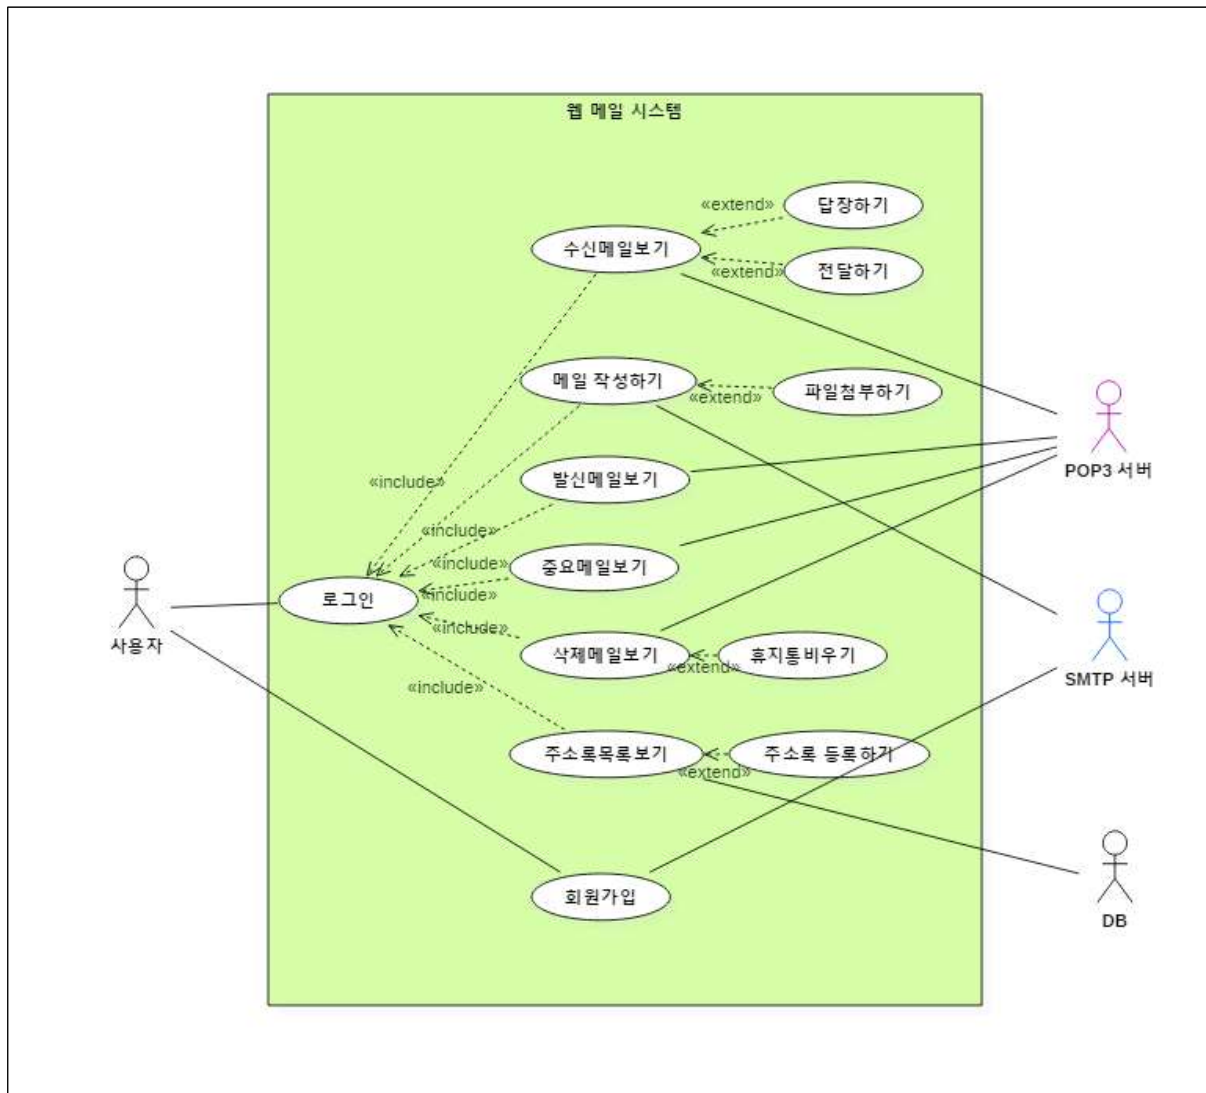 웹 메일 시스템
«extend»
답장하기
수신메일보기
«extend»
전달하기
메일 작성하기
«extend»
파일첨부하기
POP3 서버
«include»
발신메일보기
«include»
«include»
중요메일보기
로그인
«include»
사용자
«include»
삭제메일보기
«extend»
휴지통비우기
SMTP 서버
«include»
주소록목록보기
«extend»
주소록 등록하기
회원가입
DB